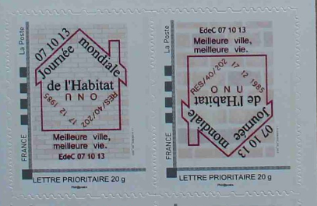 La Poste
FRANCE
07 10 13
Journée mondiale
de l'Habitat
ONU
RES/40/202 17 12 1985
Meilleure ville,
meilleure vie.
EdeC 07 10 13
LETTRE PRIORITAIRE 20 g
La Poste
FRANCE
EdeC 07 10 13
Meilleure ville,
meilleure vie.
RES/40/202 17 12 1985
ONU
de l'Habitat
Journée mondiale
07 10 13
LETTRE PRIORITAIRE 20 g